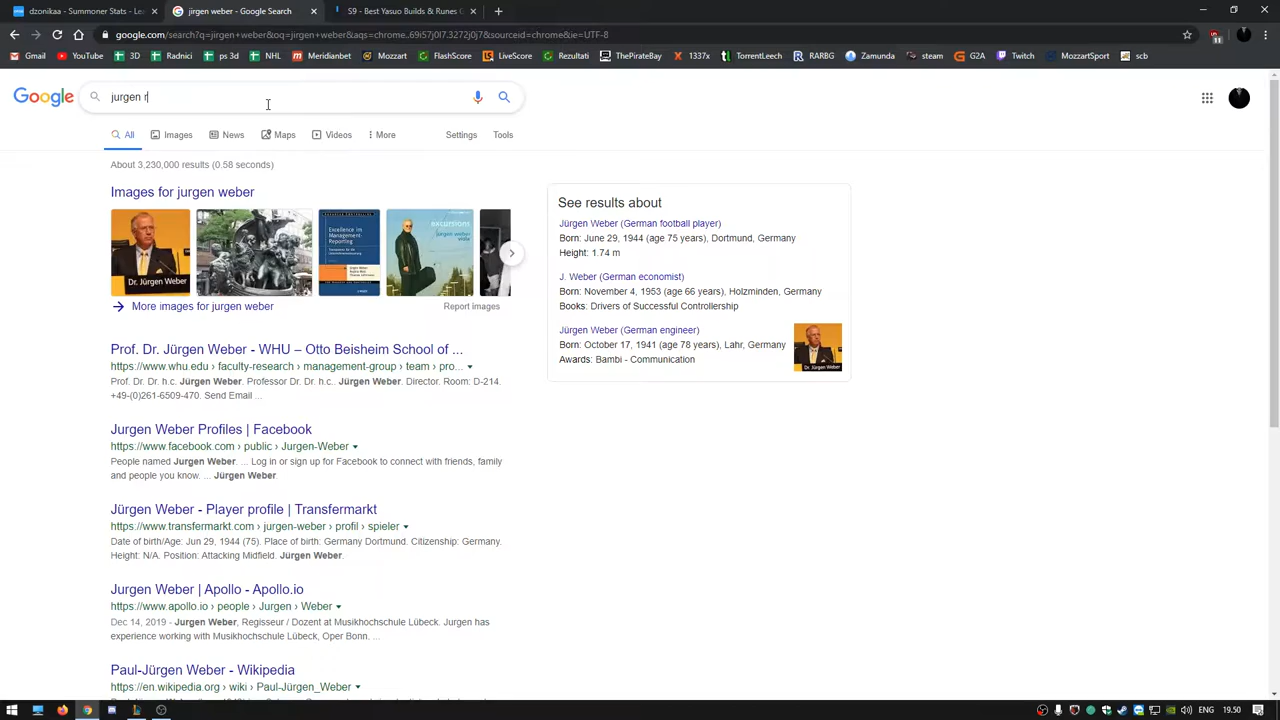 dzonikaa - Summoner Stats - Le
jurgen weber - Google Search
S9 - Best Yasuo Builds & Runes G
google.com/search?q=jirgen+weber&oq=jirgen+weber&aqs=chrome..69i57j0l7.3272j0j7&sourceid=chrome&ie=UTF-8
Gmail
YouTube
3D
Radnici
ps 3d
NHL
Meridianbet
MozzartSport
FlashScore
LiveScore
Rezultati
ThePirateBay
1337x
TorrentLeech
RARBG
Zamunda
steam
G2A
Twitch
Mozzart
scb
Google
jurgen r
All
Images
News
Maps
Videos
More
Settings
Tools
About 3,230,000 results (0.58 seconds)
Images for jurgen weber
Dr. Jürgen Weber
Excellence im
Management-
Reporting
EXCURSIONS
jurgen weber
viola
More images for jurgen weber
Report images
Prof. Dr. Jürgen Weber - WHU – Otto Beisheim School of ...
https://www.whu.edu › faculty-research › management-group › team › pro...
Prof. Dr. Dr. h.c. Jürgen Weber. Professor Dr. Dr. h.c.. Jürgen Weber. Director. Room: D-214.
+49-(0)261-6509-470. Send Email ...
Jurgen Weber Profiles | Facebook
https://www.facebook.com › public › Jurgen-Weber
People named Jurgen Weber. ... Log in or sign up for Facebook to connect with friends, family
and people you know. ... Jürgen Weber.
Jürgen Weber - Player profile | Transfermarkt
https://www.transfermarkt.com › jurgen-weber › profil › spieler
Date of birth/Age: Jun 29, 1944 (75). Place of birth: Germany Dortmund. Citizenship: Germany.
Height: N/A. Position: Attacking Midfield. Jürgen Weber.
Jurgen Weber | Apollo - Apollo.io
https://www.apollo.io › people › Jurgen › Weber
Dec 14, 2019 - Jurgen Weber, Regisseur / Dozent at Musikhochschule Lübeck. Jurgen has
experience working with Musikhochschule Lübeck, Oper Bonn. ...
Paul-Jürgen Weber - Wikipedia
https://en.wikipedia.org › wiki › Paul-Jürgen_Weber
See results about
Jürgen Weber (German football player)
Born: June 29, 1944 (age 75 years), Dortmund, Germany
Height: 1.74 m
J. Weber (German economist)
Born: November 4, 1953 (age 66 years), Holzminden, Germany
Books: Drivers of Successful Controllership
Jürgen Weber (German engineer)
Born: October 17, 1941 (age 78 years), Lahr, Germany
Awards: Bambi - Communication
Dr. Jürgen Weber
19.50